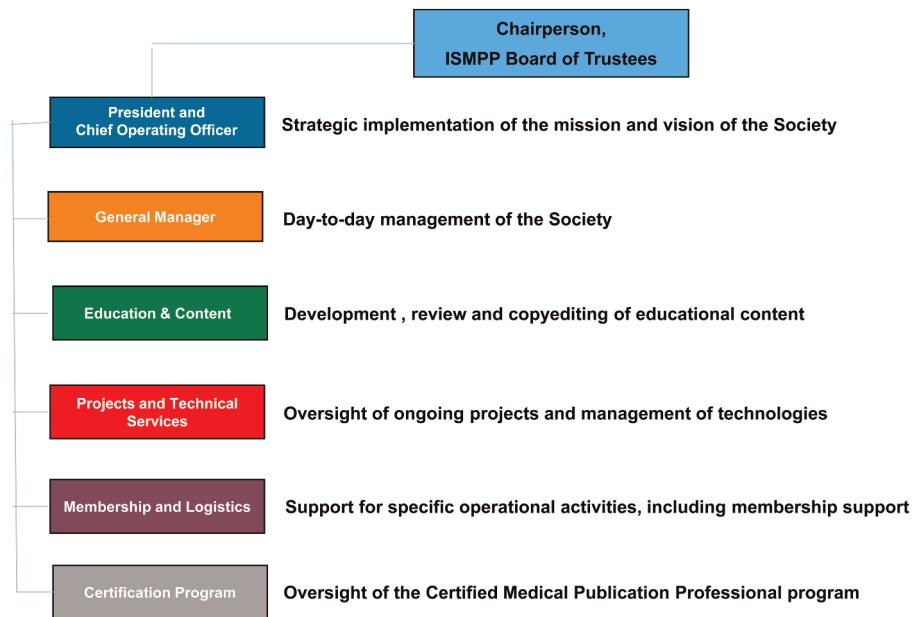 Chairperson,
ISMPP Board of Trustees
President and
Chief Operating Officer
Strategic implementation of the mission and vision of the Society
General Manager
Day-to-day management of the Society
Education & Content
Development , review and copyediting of educational content
Projects and Technical
Services
Oversight of ongoing projects and management of technologies
Membership and Logistics
Support for specific operational activities, including membership support
Certification Program
Oversight of the Certified Medical Publication Professional program